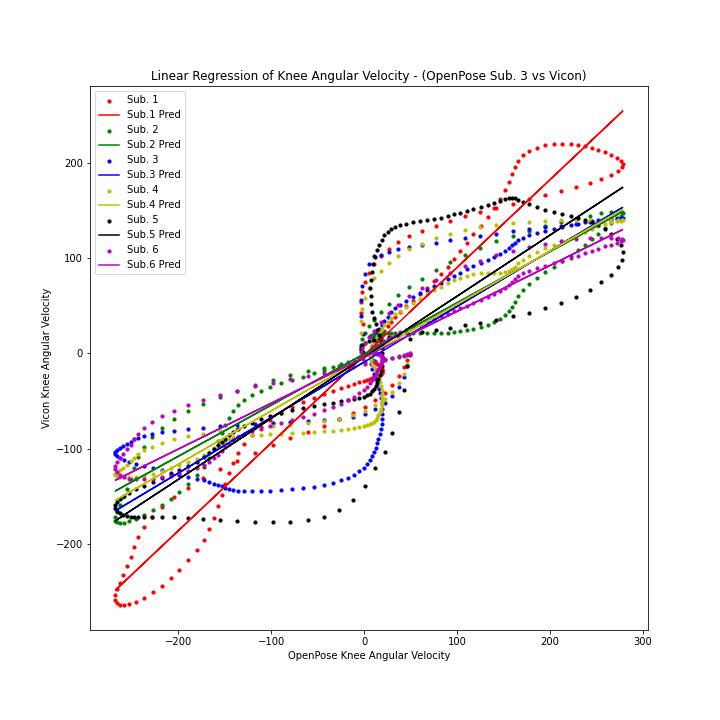 Linear Regression of Knee Angular Velocity - (OpenPose Sub. 3 vs Vicon)
Sub. 1
Sub.1 Pred
Sub. 2
Sub.2 Pred
Sub. 3
Sub.3 Pred
Sub. 4
Sub.4 Pred
Sub. 5
Sub.5 Pred
Sub. 6
Sub.6 Pred
Vicon Knee Angular Velocity
200
100
0
−100
−200
−200 −100 0 100 200 300
OpenPose Knee Angular Velocity